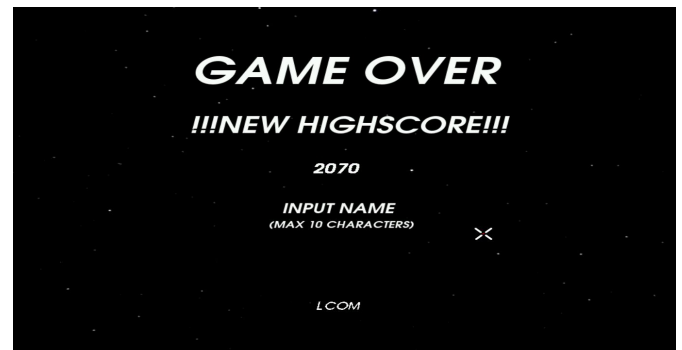 GAME OVER
!!!NEW HIGHSCORE!!!
2070
INPUT NAME
(MAX 10 CHARACTERS)
LCOM